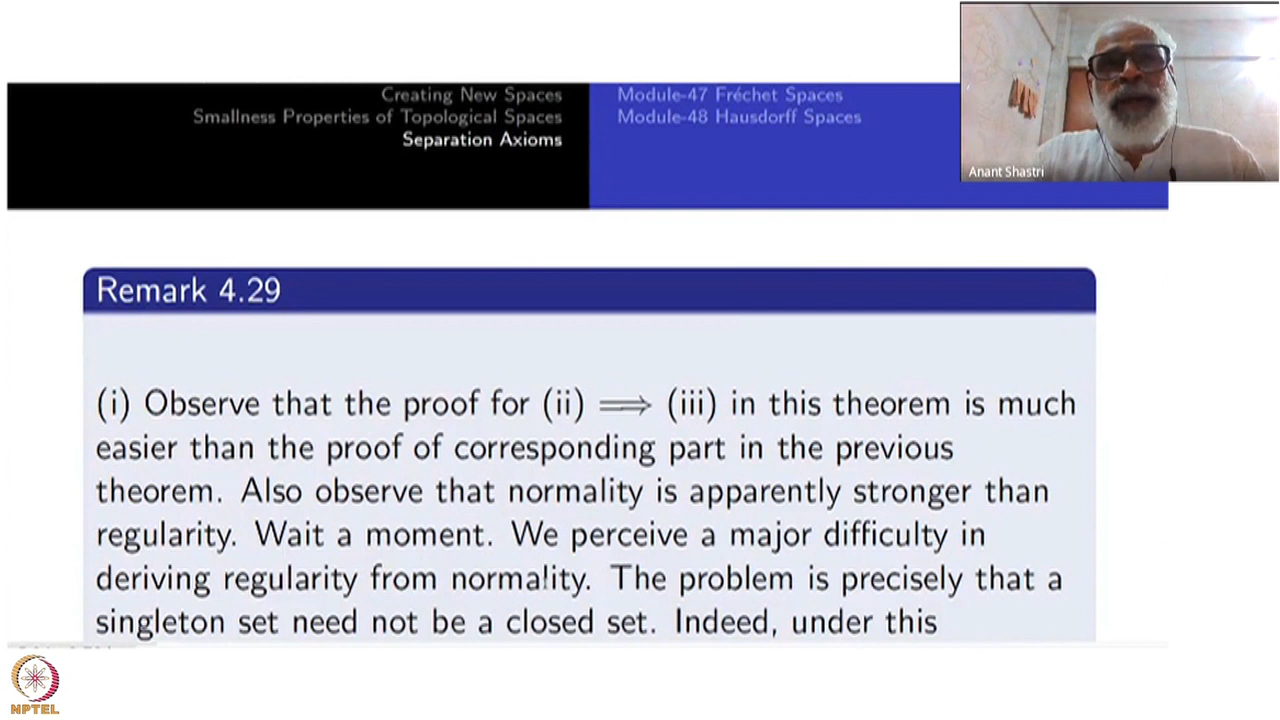 Creating New Spaces
Smallness Properties of Topological Spaces
Separation Axioms
Module-47 Fréchet Spaces
Module-48 Hausdorff Spaces
Anant Shastri
Remark 4.29
(i) Observe that the proof for (ii) ⟹ (iii) in this theorem is much
easier than the proof of corresponding part in the previous
theorem. Also observe that normality is apparently stronger than
regularity. Wait a moment. We perceive a major difficulty in
deriving regularity from normality. The problem is precisely that a
singleton set need not be a closed set. Indeed, under this
NPTEL